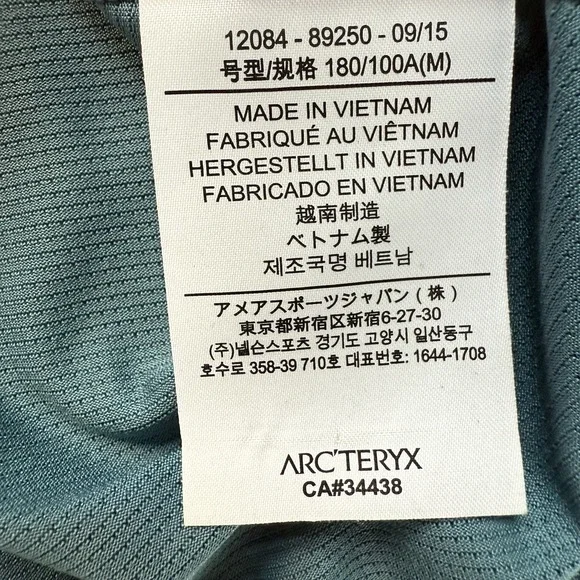 12084 - 89250 - 09/15
号型/规格 180/100A(M)
MADE IN VIETNAM
FABRIQUÉ AU VIÊTNAM
HERGESTELLT IN VIETNAM
FABRICADO EN VIETNAM
越南制造
ベトナム製
제조국명 베트남
アメアスポーツジャパン (株)
東京都新宿区新宿6-27-30
(주)넬슨스포츠 경기도 고양시 일산동구
호수로 358-39 710호 대표번호: 1644-1708
ARC'TERYX
CA#34438